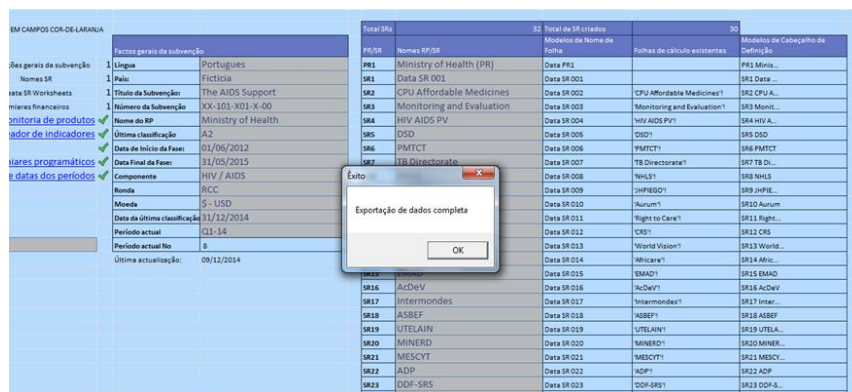 EM CAMPOS COR-DE-LARANJA
Total SRs 32 Total de SR criados 30
Factos gerais da subvenção
PR/SR Nomes RP/SR Modelos de Nome de Folha Folhas de cálculo existentes Modelos de Cabeçalho de Definição
ões gerais da subvenção 1 Língua Portugues
Nomes SR 1 País: Ficticia
eate SR Worksheets 1 Título da Subvenção: The AIDS Support
miares financeiros 1 Número da Subvenção XX-101-X01-X-00
onitoria de produtos Nome do RP Ministry of Health
eador de indicadores Última classificação A2
Data de Início da Fase: 01/06/2012
miares programáticos Data Final da Fase: 31/05/2015
e datas dos períodos Componente HIV / AIDS
Ronda RCC
Moeda $ - USD
Data da última classificação 31/12/2014
Período actual Q1-14
Período actual No 8
Última actualização: 09/12/2014
PR1 Ministry of Health (PR) Data PR1 PR1 Minis...
SR1 Data SR 001 Data SR 001 SR1 Data ...
SR2 CPU Affordable Medicines Data SR 002 'CPU Affordable Medicines'! SR2 CPU A...
SR3 Monitoring and Evaluation Data SR 003 'Monitoring and Evaluation'! SR3 Monit...
SR4 HIV AIDS PV Data SR 004 'HIV AIDS PV'! SR4 HIV A...
SR5 DSD Data SR 005 'DSD'! SR5 DSD
SR6 PMTCT Data SR 006 'PMTCT'! SR6 PMTCT
SR7 TB Directorate Data SR 007 'TB Directorate'! SR7 TB Di...
Data SR 008 'NHLS'! SR8 NHLS
Data SR 009 'JHPIEGO'! SR9 JHPIE...
Data SR 010 'Aurum'! SR10 Aurum
Data SR 011 'Right to Care'! SR11 Right...
Data SR 012 'CRS'! SR12 CRS
Data SR 013 'World Vision'! SR13 World...
Data SR 014 'Africare'! SR14 Afric...
SR15 EMAD Data SR 015 'EMAD'! SR15 EMAD
SR16 AcDeV Data SR 016 'AcDeV'! SR16 AcDeV
SR17 Intermondes Data SR 017 'Intermondes'! SR17 Inter...
SR18 ASBEF Data SR 018 'ASBEF'! SR18 ASBEF
SR19 UTELAIN Data SR 019 'UTELAIN'! SR19 UTELA...
SR20 MINERD Data SR 020 'MINERD'! SR20 MINER...
SR21 MESCYT Data SR 021 'MESCYT'! SR21 MESCY...
SR22 ADP Data SR 022 'ADP'! SR22 ADP
SR23 DDF-SRS Data SR 023 'DDF-SRS'! SR23 DDF-S...
Êxito
Exportação de dados completa
OK